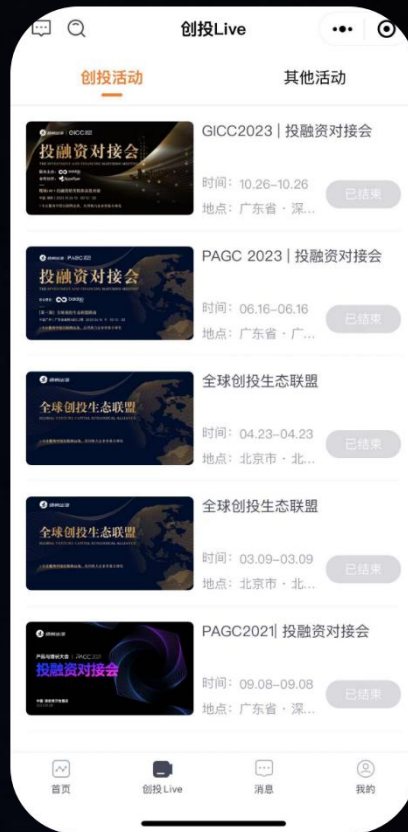 创投Live
创投活动
其他活动
GICC2023 | 投融资对接会
投融资对接会
时间：10.26-10.26
已结束
地点：广东省 · 深...
PAGC 2023 | 投融资对接会
投融资对接会
时间：06.16-06.16
已结束
地点：广东省 · 广...
全球创投生态联盟
全球创投生态联盟
时间：04.23-04.23
已结束
地点：北京市 · 北...
全球创投生态联盟
全球创投生态联盟
时间：03.09-03.09
已结束
地点：北京市 · 北...
PAGC2021| 投融资对接会
产品与增长大会 | PAGC 2021
投融资对接会
时间：09.08-09.08
已结束
地点：广东省 · 深...
首页
创投Live
消息
我的